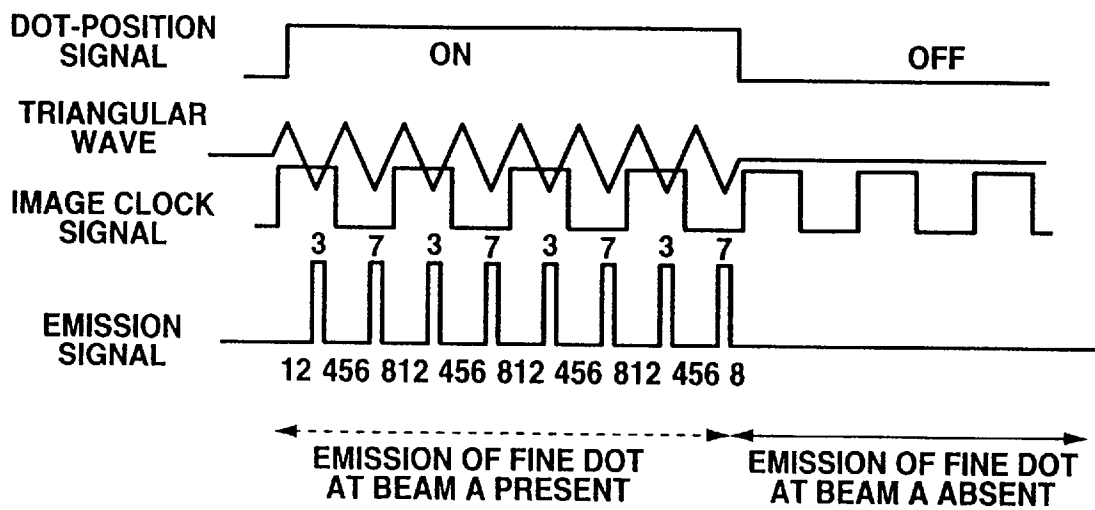 DOT-POSITION
SIGNAL
ON
OFF
TRIANGULAR
WAVE
IMAGE CLOCK
SIGNAL
3 7 3 7 3 7 3 7
EMISSION
SIGNAL
12 456 812 456 812 456 812 456 8
EMISSION OF FINE DOT
AT BEAM A PRESENT
EMISSION OF FINE DOT
AT BEAM A ABSENT